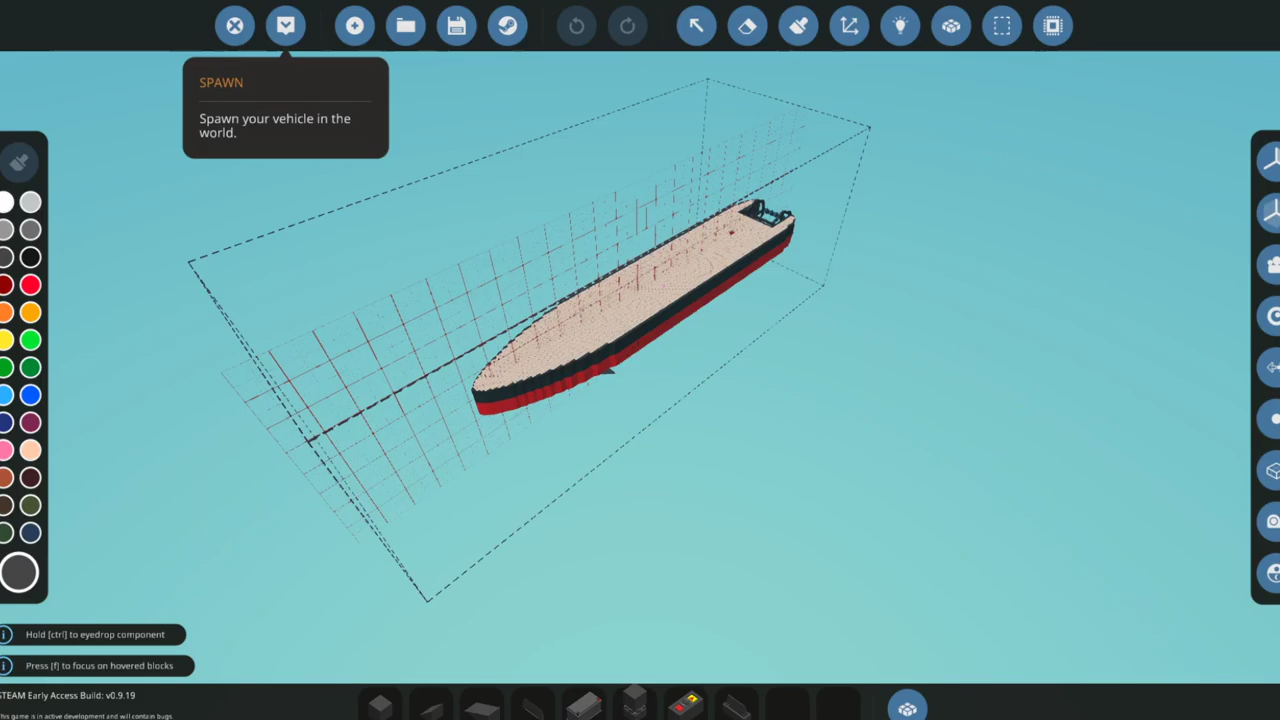 SPAWN
Spawn your vehicle in the
world.
Hold [ctrl] to eyedrop component
Press [f] to focus on hovered blocks
STEAM Early Access Build: v0.9.19
This game is in active development and will contain bugs.